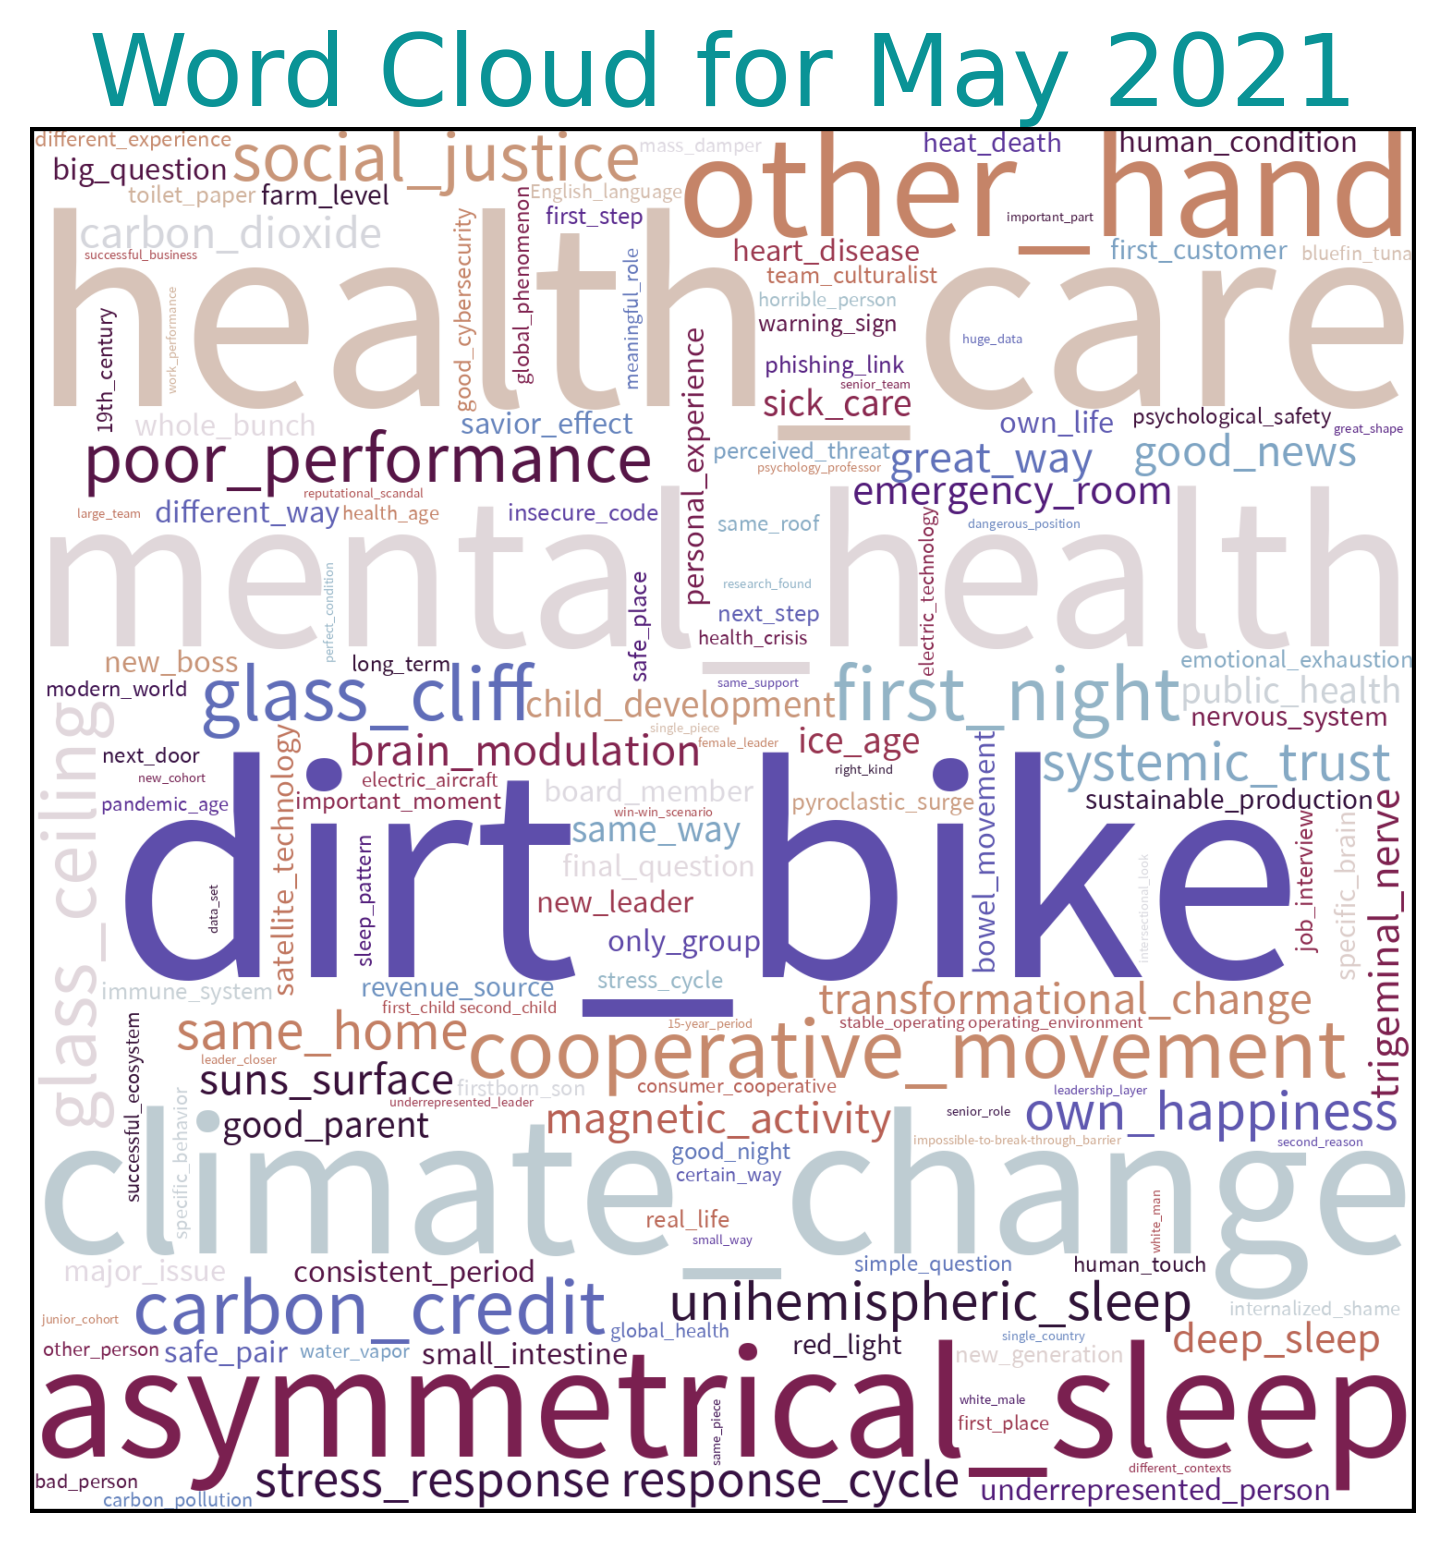 Word Cloud for May 2021
different_experience
social_justice
mass_damper
other_hand
heat_death
human_condition
big_question
toilet_paper
farm_level
English_language
first_step
important_part
carbon_dioxide
successful_business
good_cybersecurity
global_phenomenon
meaningful_role
heart_disease
first_customer
bluefin_tuna
team_culturalist
health_care
horrible_person
warning_sign
huge_data
19th_century
work_performance
phishing_link
senior_team
sick_care
personal_experience
whole_bunch
savior_effect
own_life
psychological_safety
great_shape
poor_performance
perceived_threat
psychology_professor
great_way
good_news
reputational_scandal
emergency_room
large_team
different_way
health_age
insecure_code
same_roof
dangerous_position
electric_technology
mental_health
perfect_condition
safe_place
research_found
next_step
health_crisis
new_boss
long_term
emotional_exhaustion
modern_world
glass_cliff
same_support
child_development
first_night
public_health
nervous_system
single_piece
glass_ceiling
next_door
satellite_technology
brain_modulation
female_leader
ice_age
right_kind
bowel_movement
systemic_trust
new_cohort
electric_aircraft
pandemic_age
important_moment
board_member
win-win_scenario
pyroclastic_surge
sustainable_production
same_way
dirt_bike
sleep_pattern
final_question
data_set
new_leader
only_group
intersectional_look
job_interview
specific_brain
trigeminal_nerve
immune_system
revenue_source
stress_cycle
transformational_change
first_child
second_child
same_home
15-year_period
stable_operating
operating_environment
cooperative_movement
leader_closer
successful_ecosystem
suns_surface
firstborn_son
consumer_cooperative
leadership_layer
specific_behavior
underrepresented_leader
good_parent
magnetic_activity
senior_role
own_happiness
impossible-to-break-through_barrier
second_reason
good_night
certain_way
climate_change
real_life
small_way
white_man
major_issue
consistent_period
simple_question
human_touch
carbon_credit
unihemispheric_sleep
internalized_shame
junior_cohort
global_health
single_country
other_person
safe_pair
water_vapor
small_intestine
red_light
new_generation
deep_sleep
asymmetrical_sleep
same_piece
white_male
first_place
bad_person
stress_response
response_cycle
different_contexts
underrepresented_person
carbon_pollution